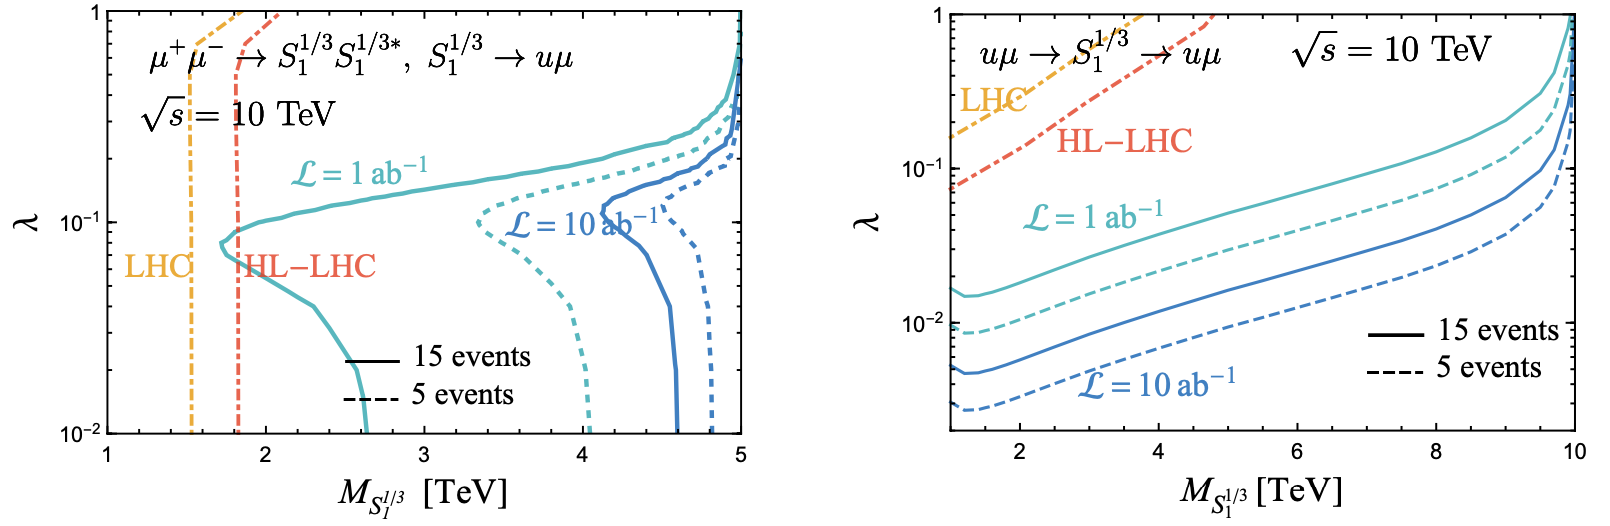 μ⁺μ⁻ → S₁^{1/3} S₁^{1/3*} , S₁^{1/3} → uμ
√s = 10 TeV
ℒ = 1 ab⁻¹
ℒ = 10 ab⁻¹
LHC
HL−LHC
15 events
5 events
λ
1
10⁻¹
10⁻²
1 2 3 4 5
M_{S₁^{1/3}} [TeV]
uμ → S₁^{1/3} → uμ
√s = 10 TeV
LHC
HL−LHC
ℒ = 1 ab⁻¹
15 events
5 events
ℒ = 10 ab⁻¹
λ
1
10⁻¹
10⁻²
2 4 6 8 10
M_{S₁^{1/3}} [TeV]